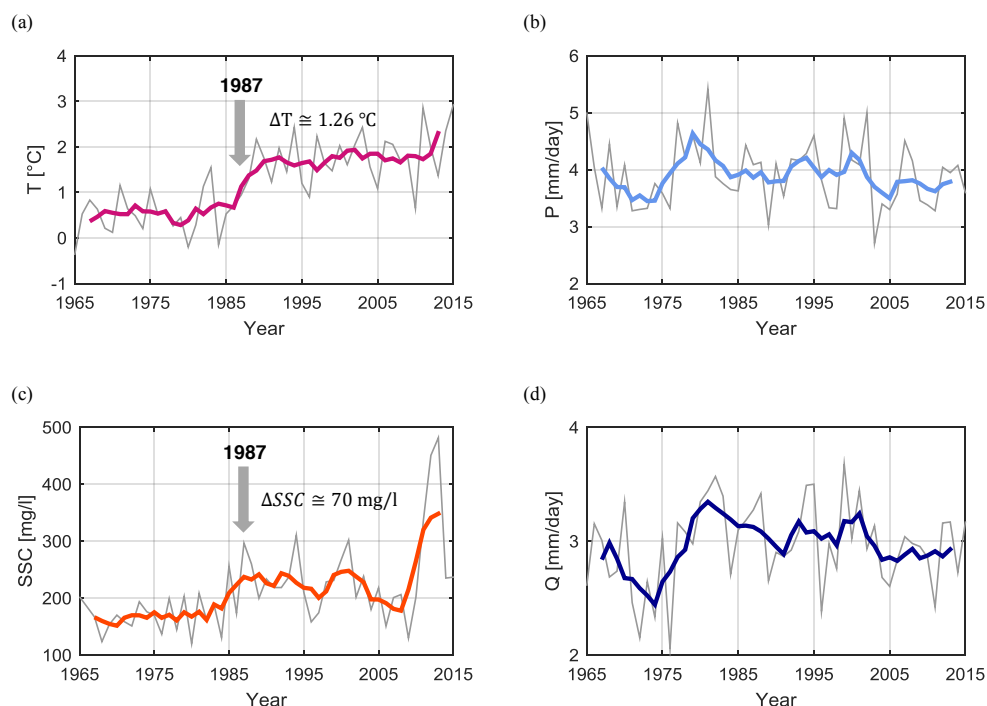 (a)
4
3
2
1
0
-1
T [°C]
1987
ΔT ≅ 1.26 ℃
1965 1975 1985 1995 2005 2015
Year
(b)
6
5
4
3
2
P [mm/day]
1965 1975 1985 1995 2005 2015
Year
(c)
500
400
300
200
100
SSC [mg/l]
1987
ΔSSC ≅ 70 mg/l
1965 1975 1985 1995 2005 2015
Year
(d)
4
3
2
Q [mm/day]
1965 1975 1985 1995 2005 2015
Year